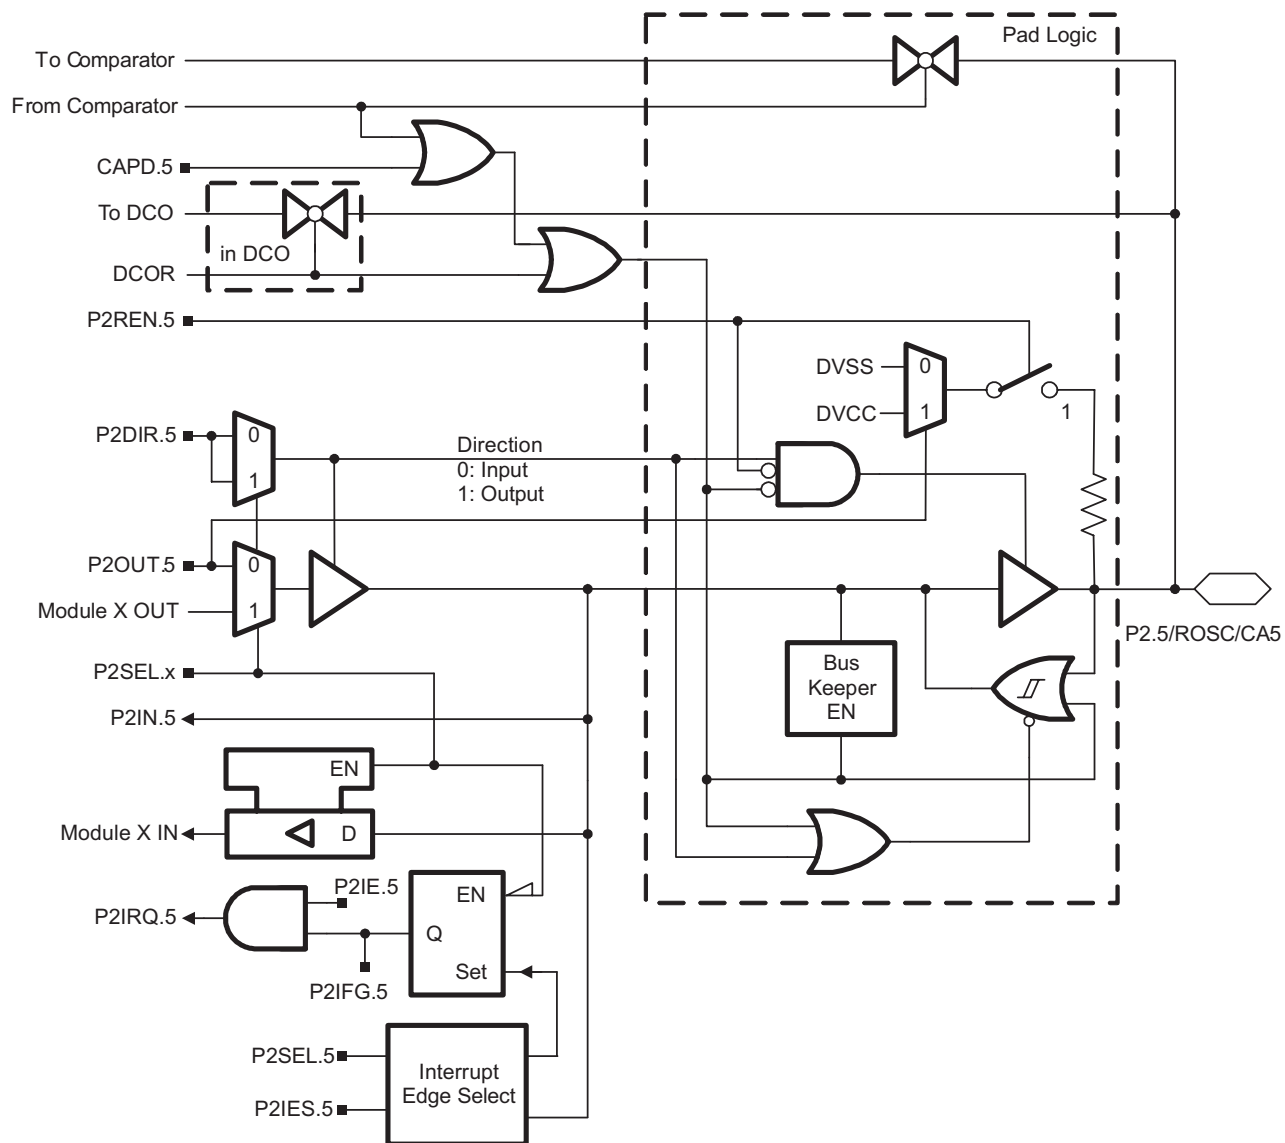 Pad Logic
To Comparator
From Comparator
CAPD.5
To DCO
in DCO
DCOR
P2REN.5
DVSS
0
DVCC
1
1
P2DIR.5
0
1
Direction
0: Input
1: Output
P2OUT.5
0
Module X OUT
1
P2.5/ROSC/CA5
P2SEL.x
Bus
Keeper
EN
P2IN.5
EN
Module X IN
D
P2IE.5
EN
P2IRQ.5
Q
Set
P2IFG.5
P2SEL.5
Interrupt
Edge Select
P2IES.5